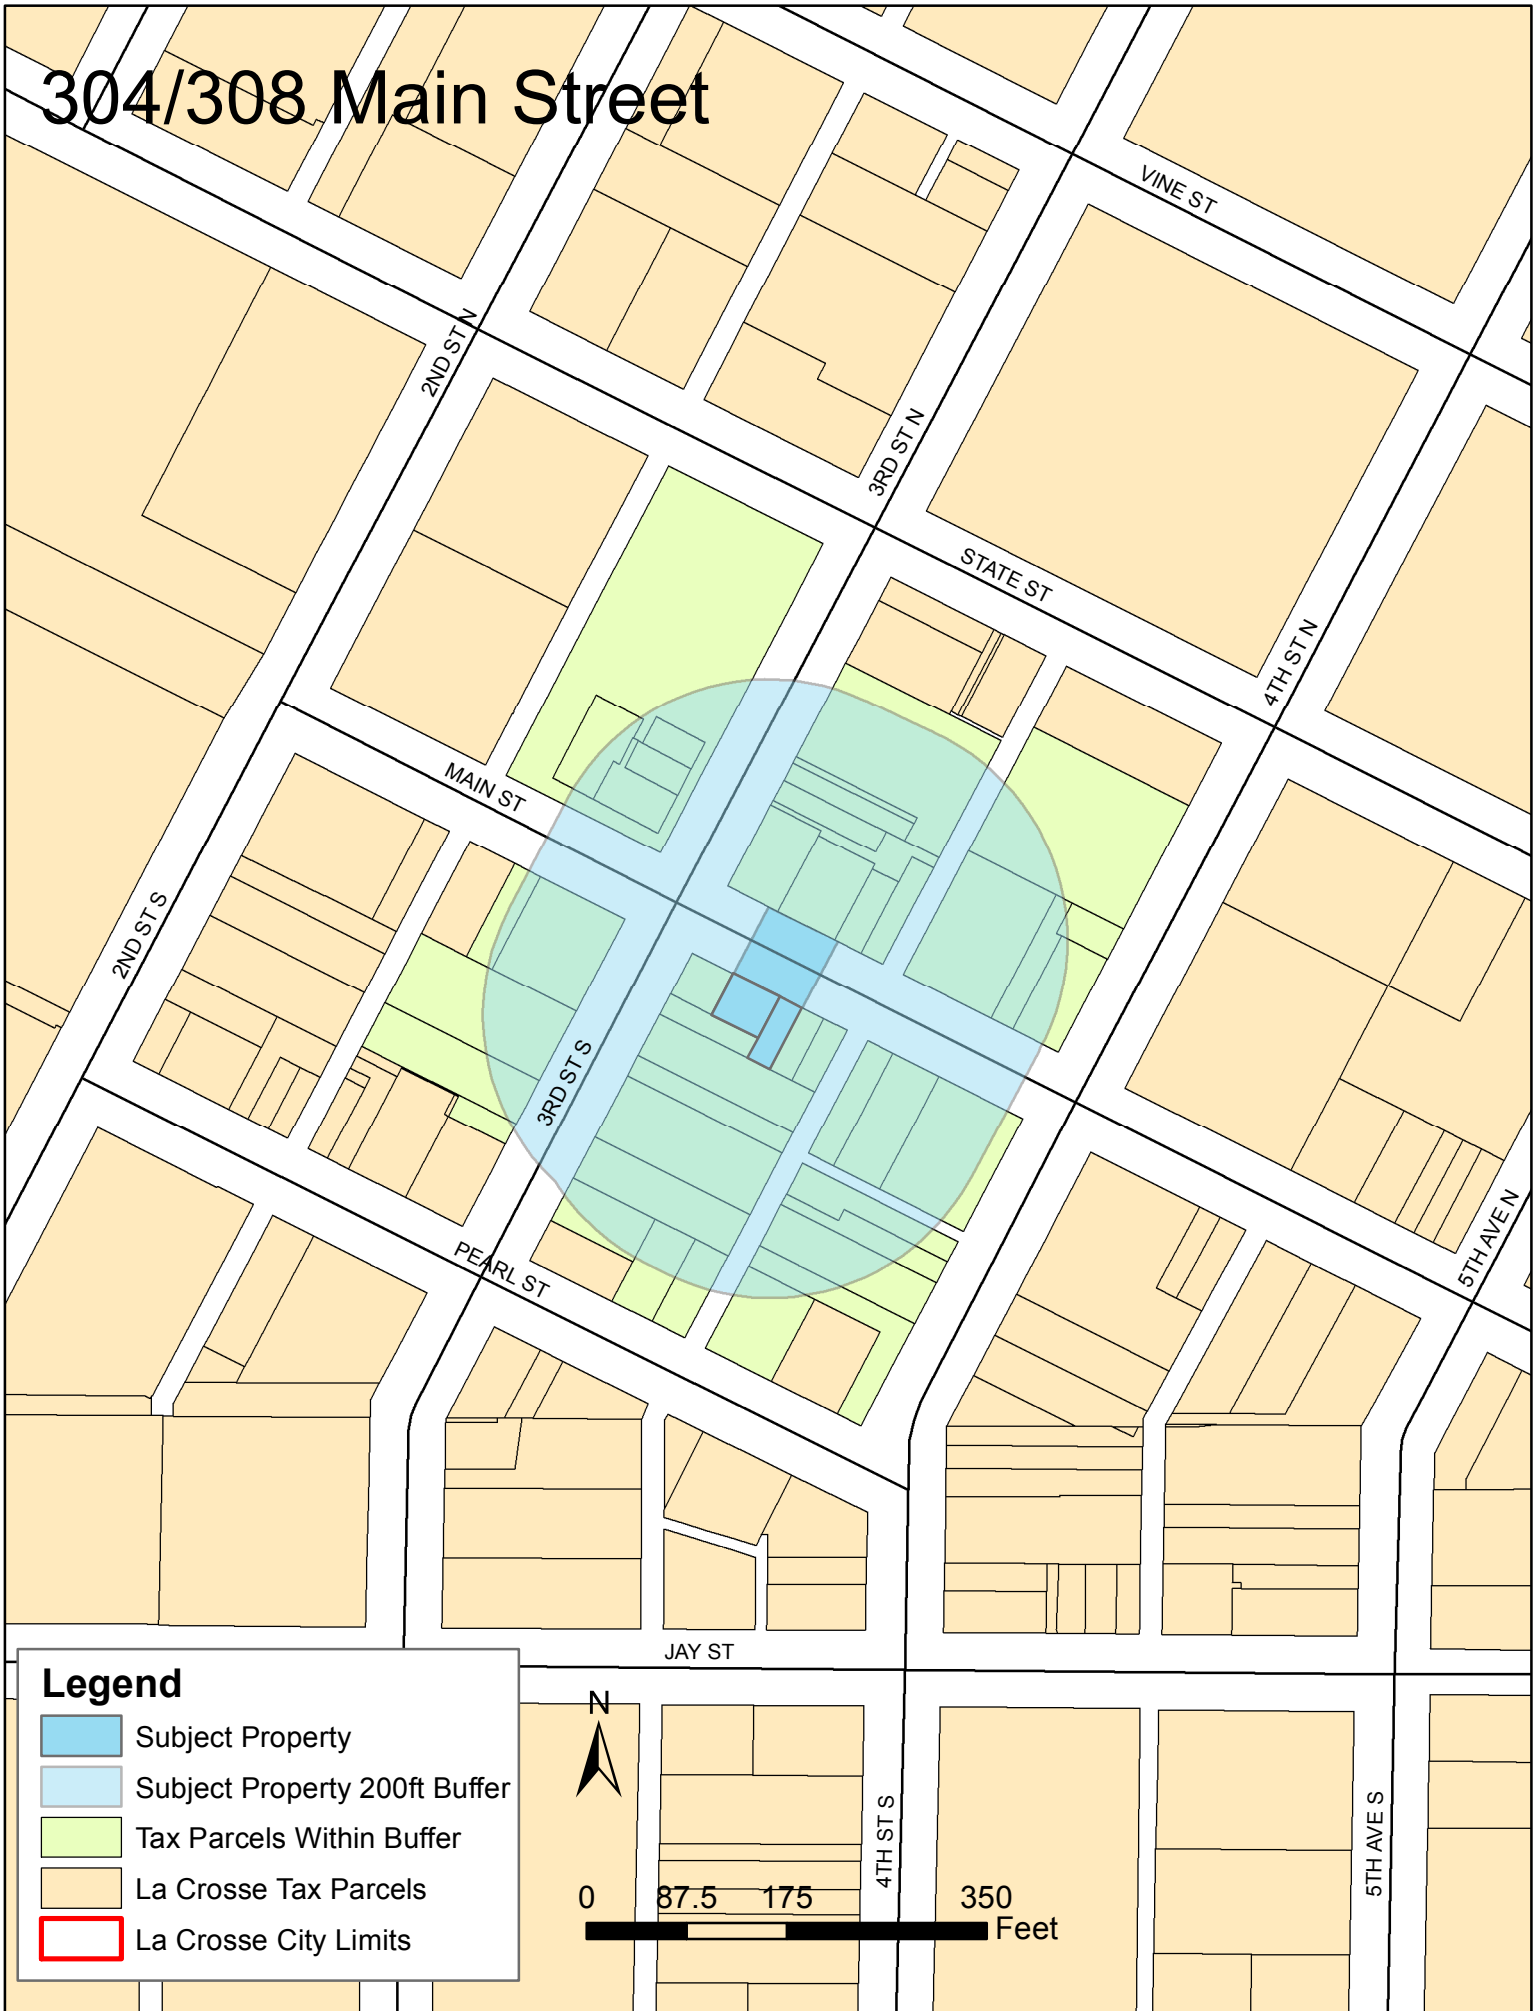 304/308 Main Street
VINE ST
2ND ST N
3RD ST N
STATE ST
4TH ST N
MAIN ST
2ND ST S
3RD ST S
5TH AVE N
PEARL ST
JAY ST
Legend
Subject Property
Subject Property 200ft Buffer
Tax Parcels Within Buffer
La Crosse Tax Parcels
La Crosse City Limits
N
4TH ST S
5TH AVE S
0 87.5 175 350
Feet